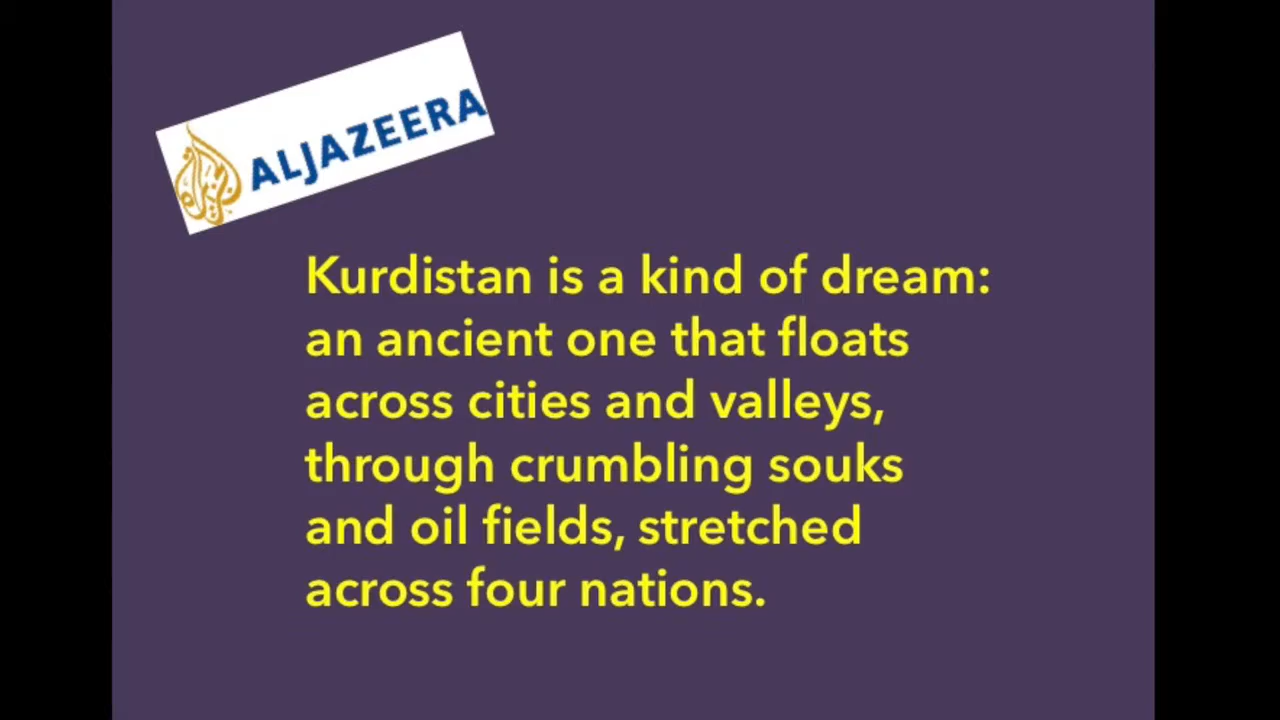 ALJAZEERA
Kurdistan is a kind of dream:
an ancient one that floats
across cities and valleys,
through crumbling souks
and oil fields, stretched
across four nations.